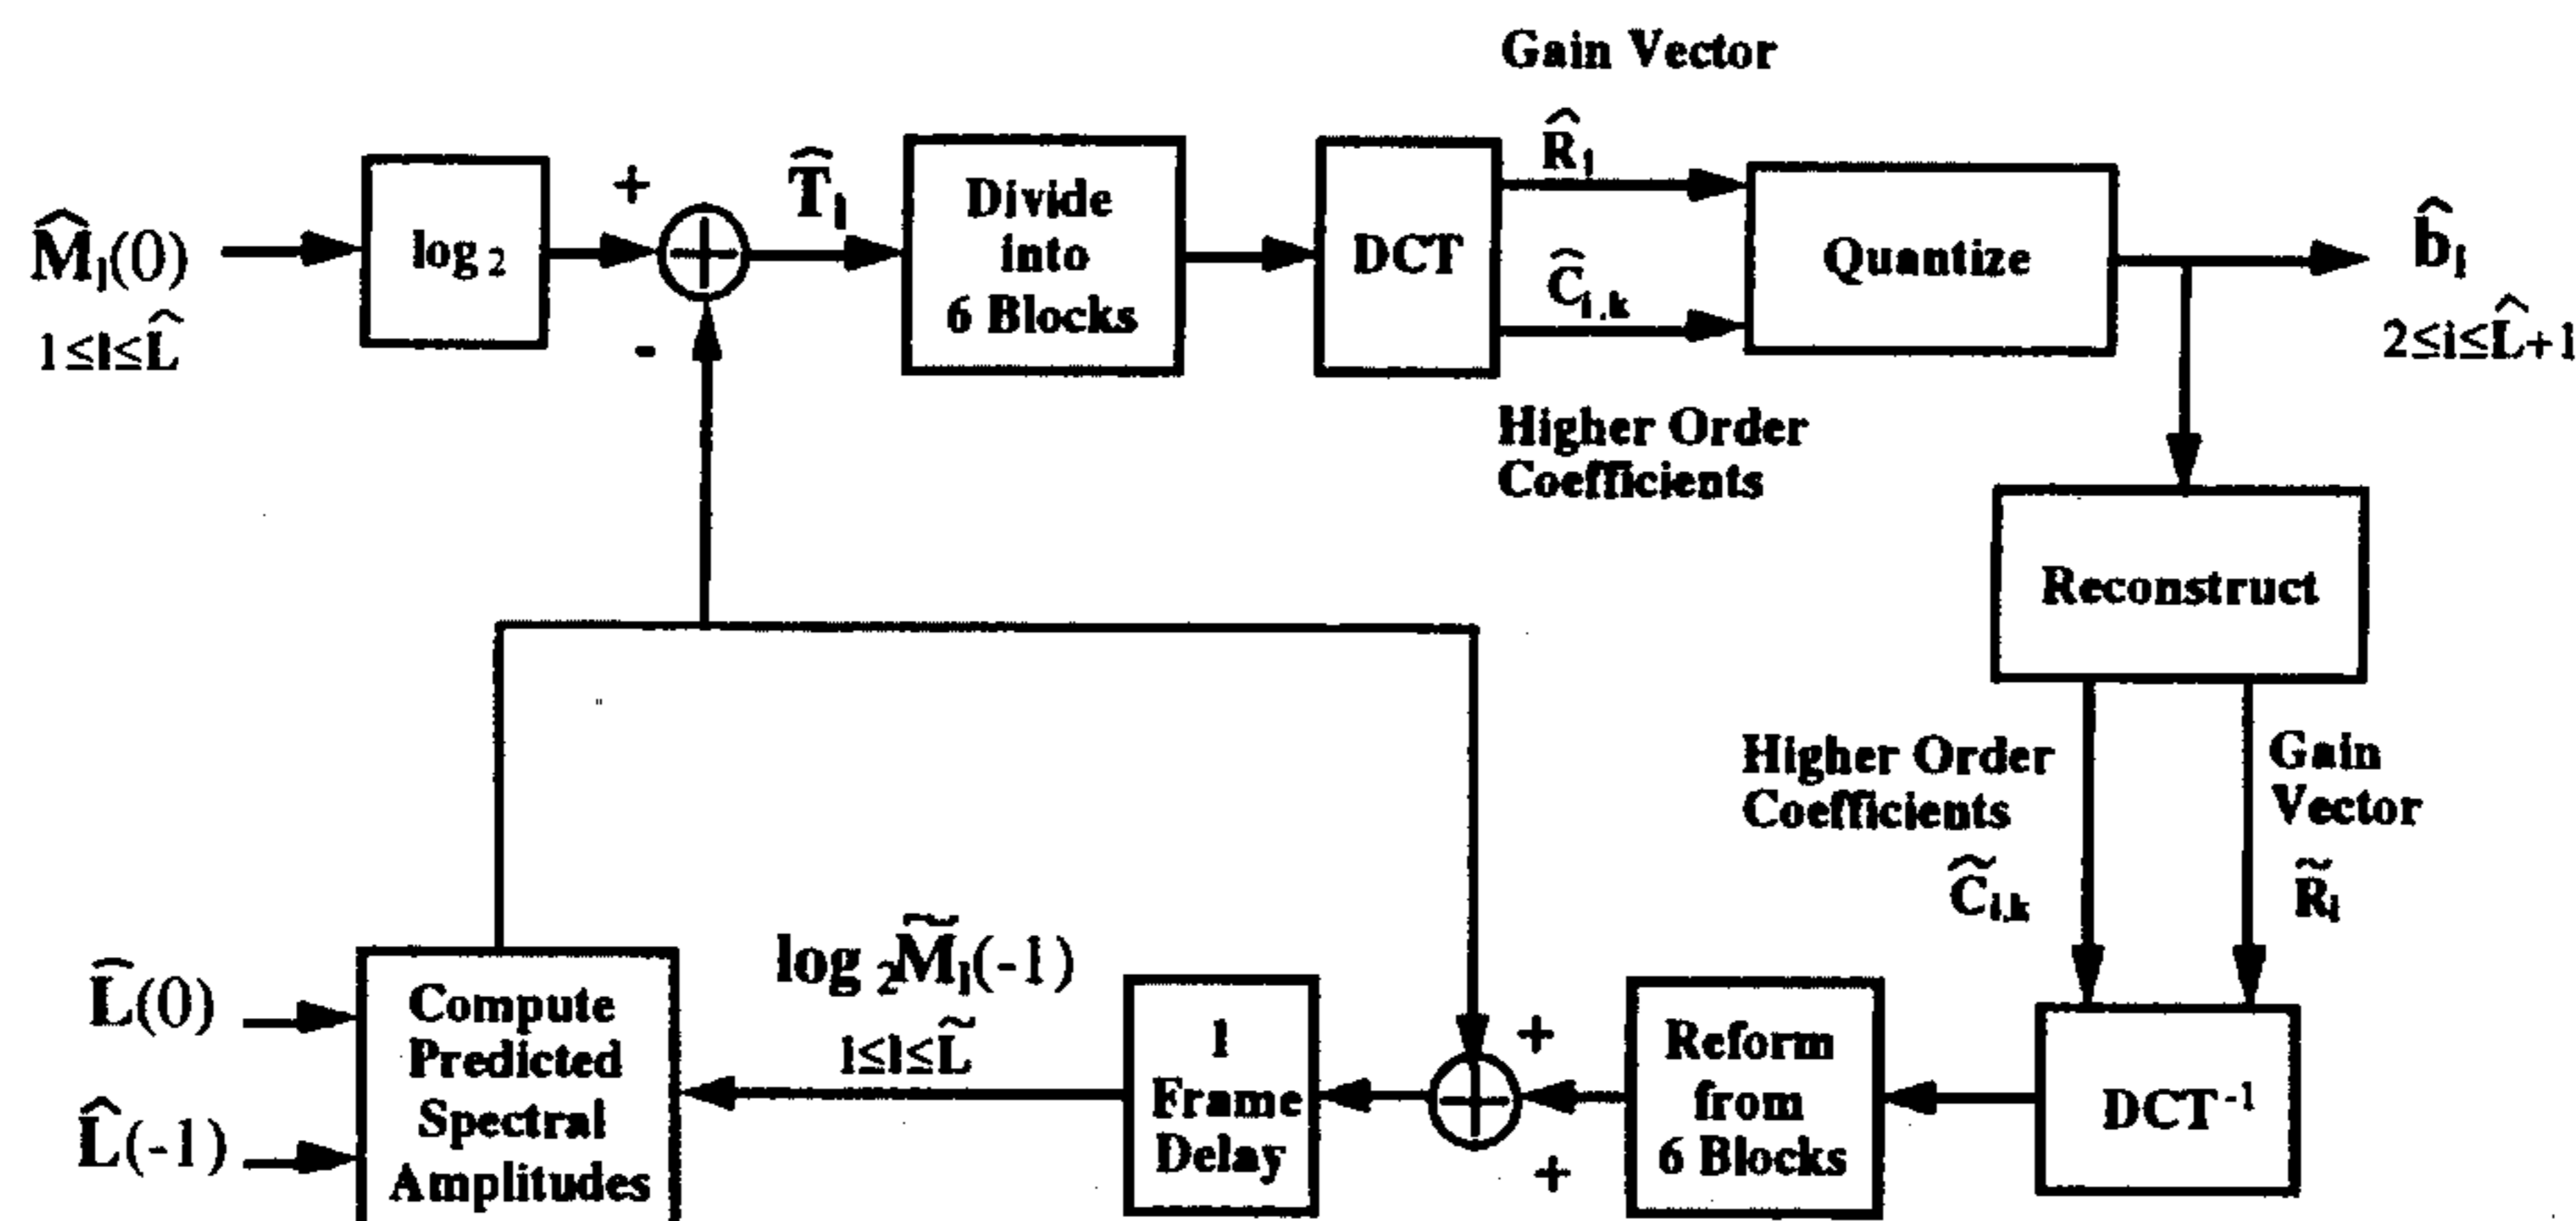 Gain Vector
R̂ᵢ
+
T̂ₗ
Divide
into
6 Blocks
M̂ₗ(0)
log ₂
DCT
Quantize
b̂ᵢ
1≤l≤L̂
-
Ĉᵢ,ₖ
2≤i≤L̂+1
Higher Order
Coefficients
Reconstruct
Higher Order
Coefficients
Gain
Vector
C̃ᵢ,ₖ
R̃ᵢ
L̂(0)
L̂(-1)
Compute
Predicted
Spectral
Amplitudes
log ₂M̃ₗ(-1)
1≤l≤L̃
1
Frame
Delay
+
+
Reform
from
6 Blocks
DCT⁻¹